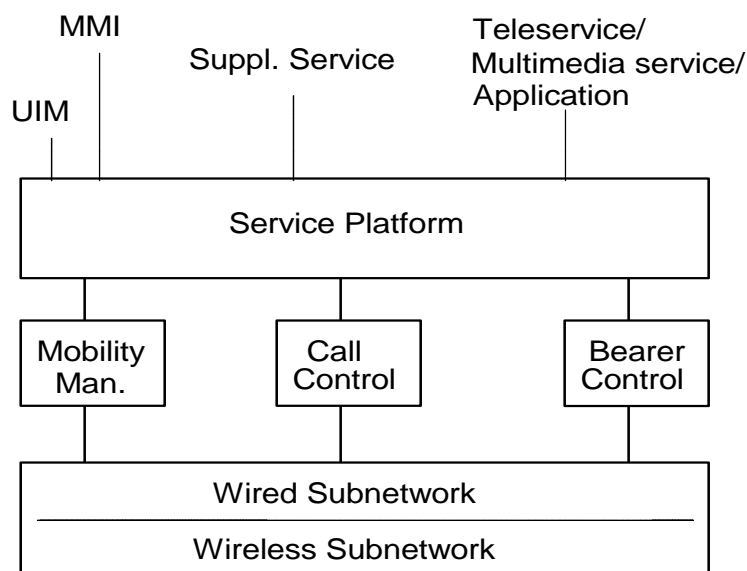 MMI
UIM
Suppl. Service
Teleservice/
Multimedia service/
Application
Service Platform
Mobility
Man.
Call
Control
Bearer
Control
Wired Subnetwork
Wireless Subnetwork